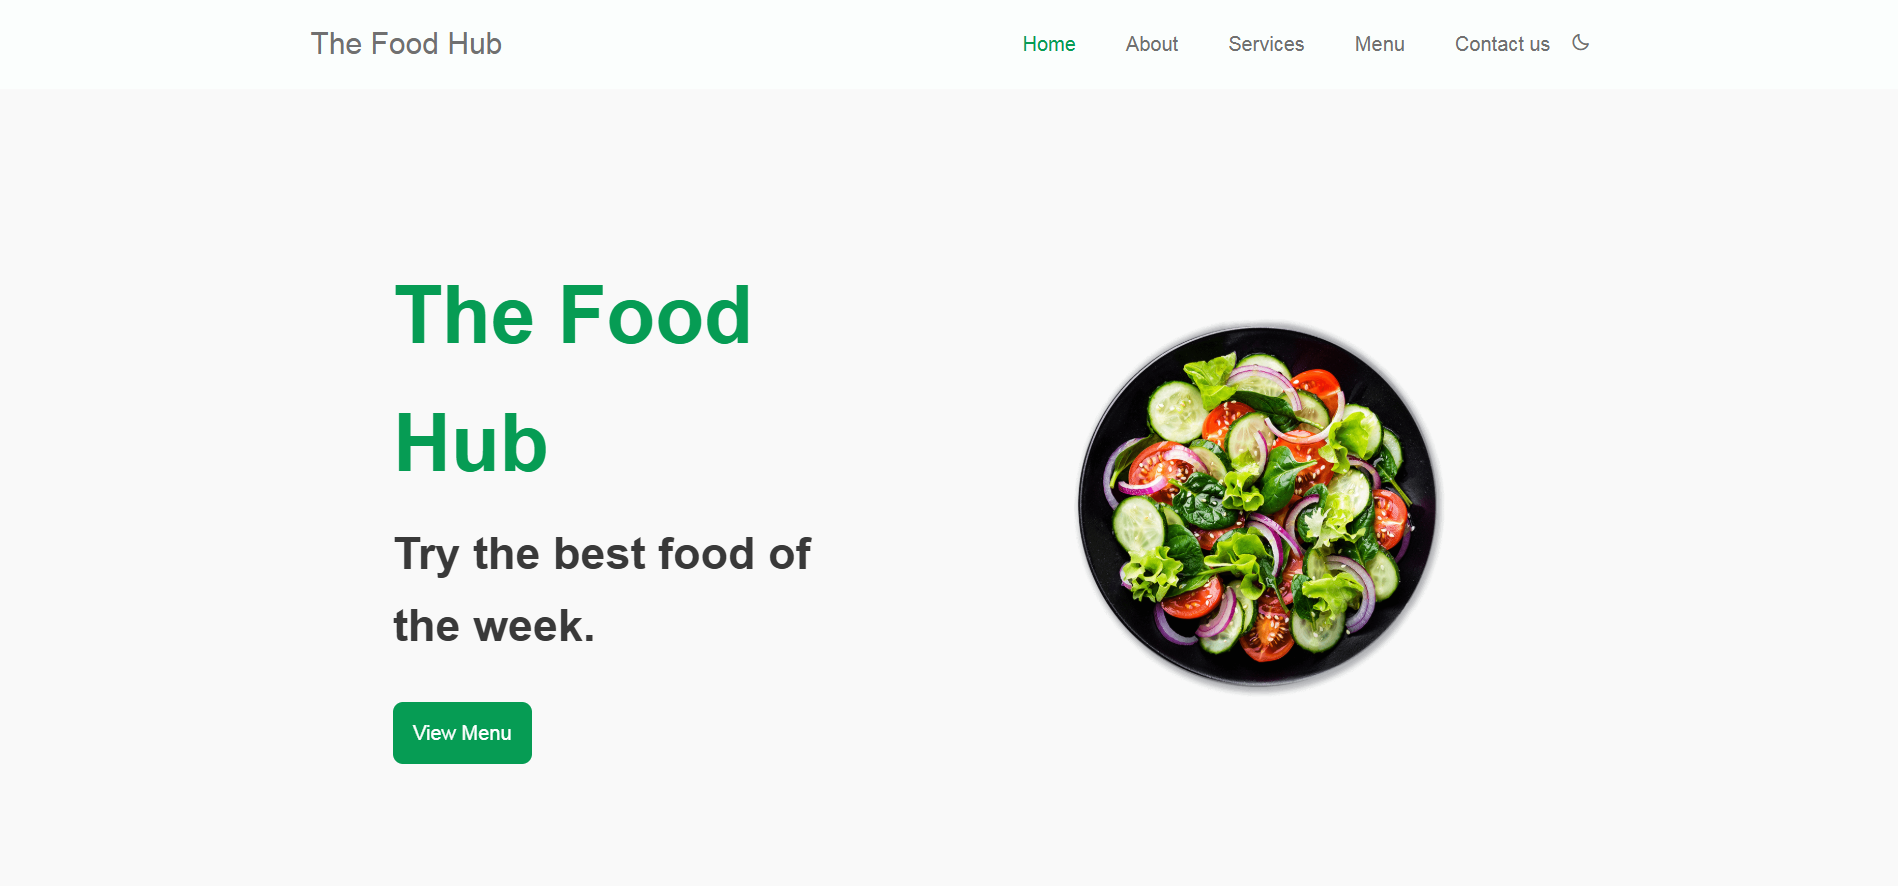 The Food Hub
Home About Services Menu Contact us
The Food
Hub
Try the best food of
the week.
View Menu